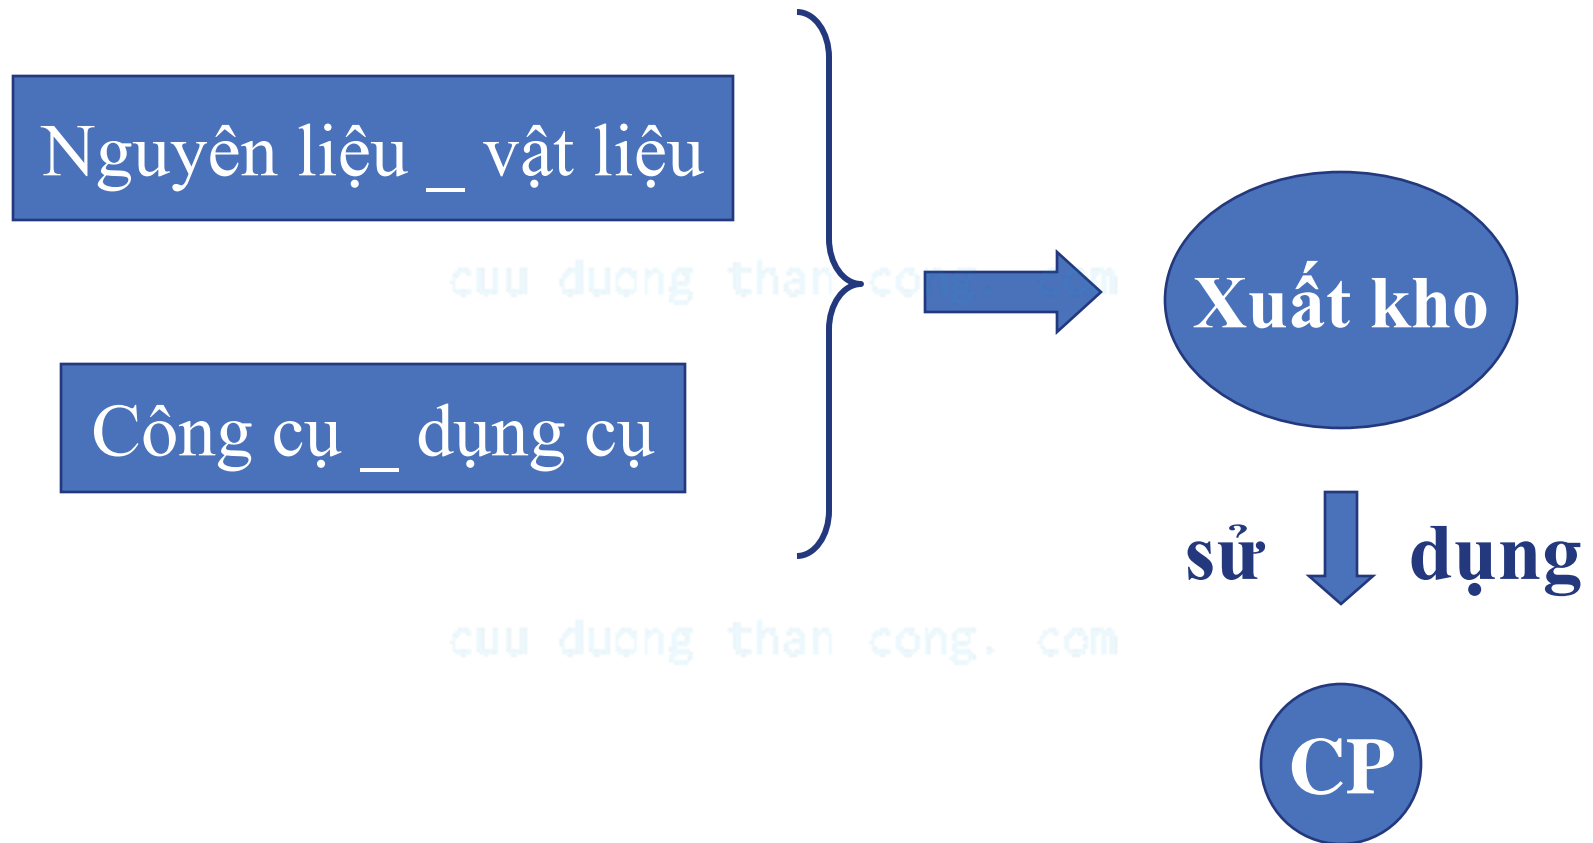 Nguyên liệu _ vật liệu
cuu duong than cong. com
Xuất kho
Công cụ _ dụng cụ
sử dụng
cuu duong than cong. com
CP